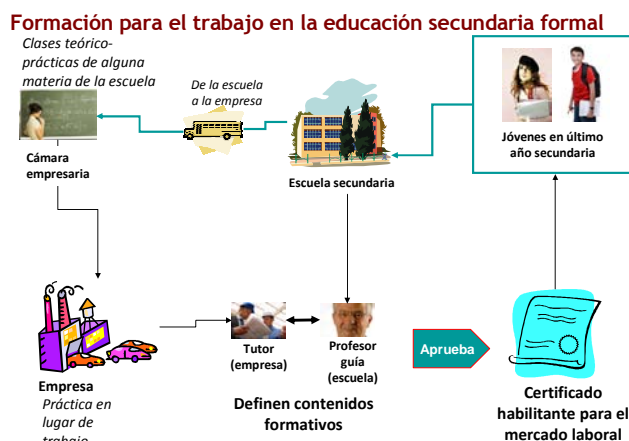 Formación para el trabajo en la educación secundaria formal
Clases teórico-
prácticas de alguna
materia de la escuela
De la escuela
a la empresa
Cámara
empresaria
Escuela secundaria
Jóvenes en último
año secundaria
Empresa
Práctica en
lugar de
trabajo
Tutor
(empresa)
Profesor
guía
(escuela)
Definen contenidos
formativos
Aprueba
Certificado
habilitante para el
mercado laboral